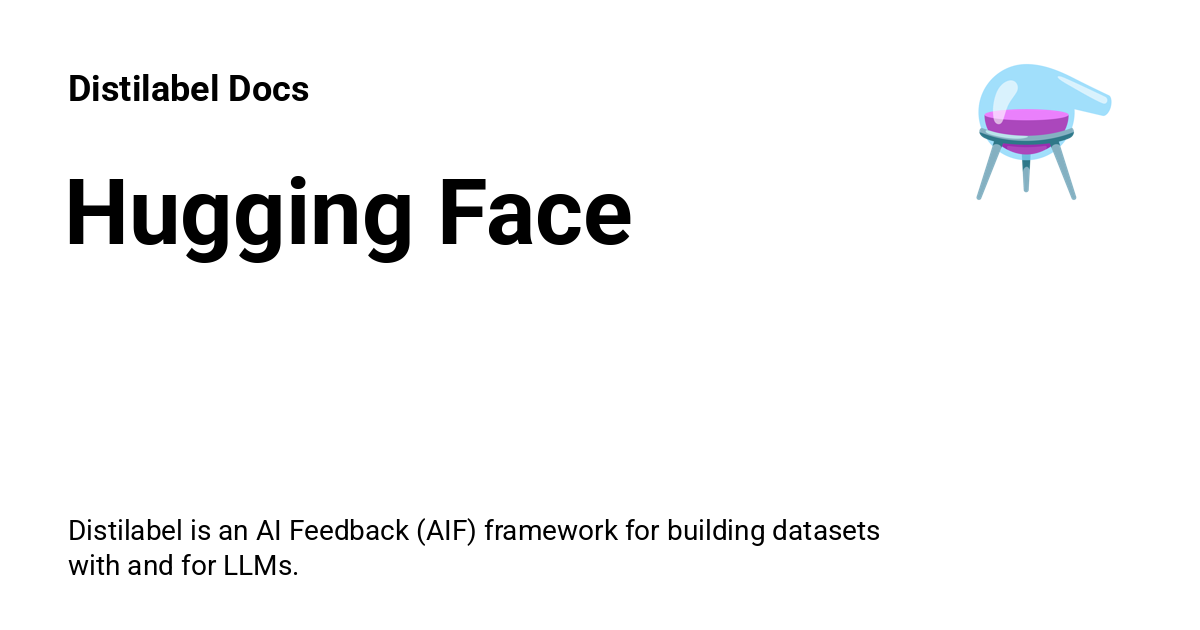 Distilabel Docs
Hugging Face
Distilabel is an AI Feedback (AIF) framework for building datasets
with and for LLMs.